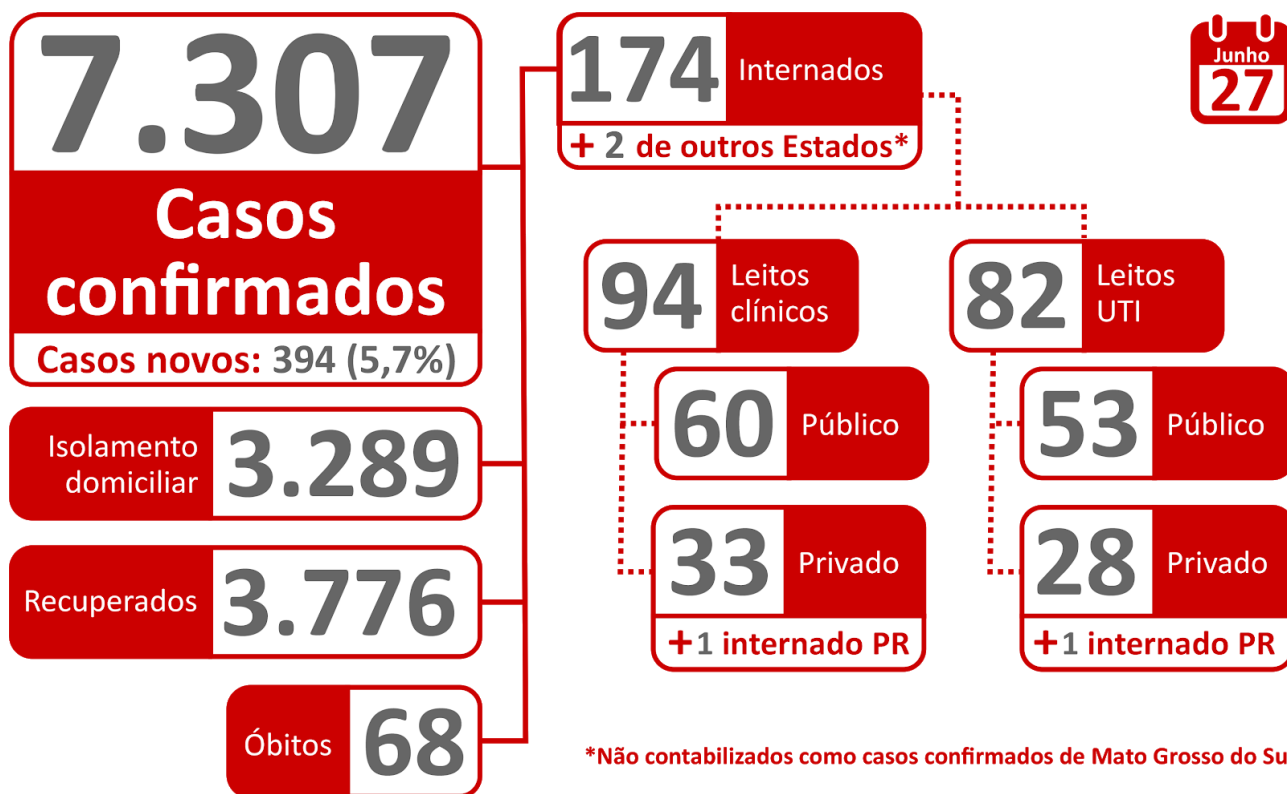 7.307
Casos
confirmados
Casos novos: 394 (5,7%)
Isolamento
domiciliar
3.289
Recuperados
3.776
Óbitos
68
174
Internados
+ 2 de outros Estados*
Junho
27
94
Leitos
clínicos
60
Público
33
Privado
+1 internado PR
82
Leitos
UTI
53
Público
28
Privado
+1 internado PR
*Não contabilizados como casos confirmados de Mato Grosso do Su